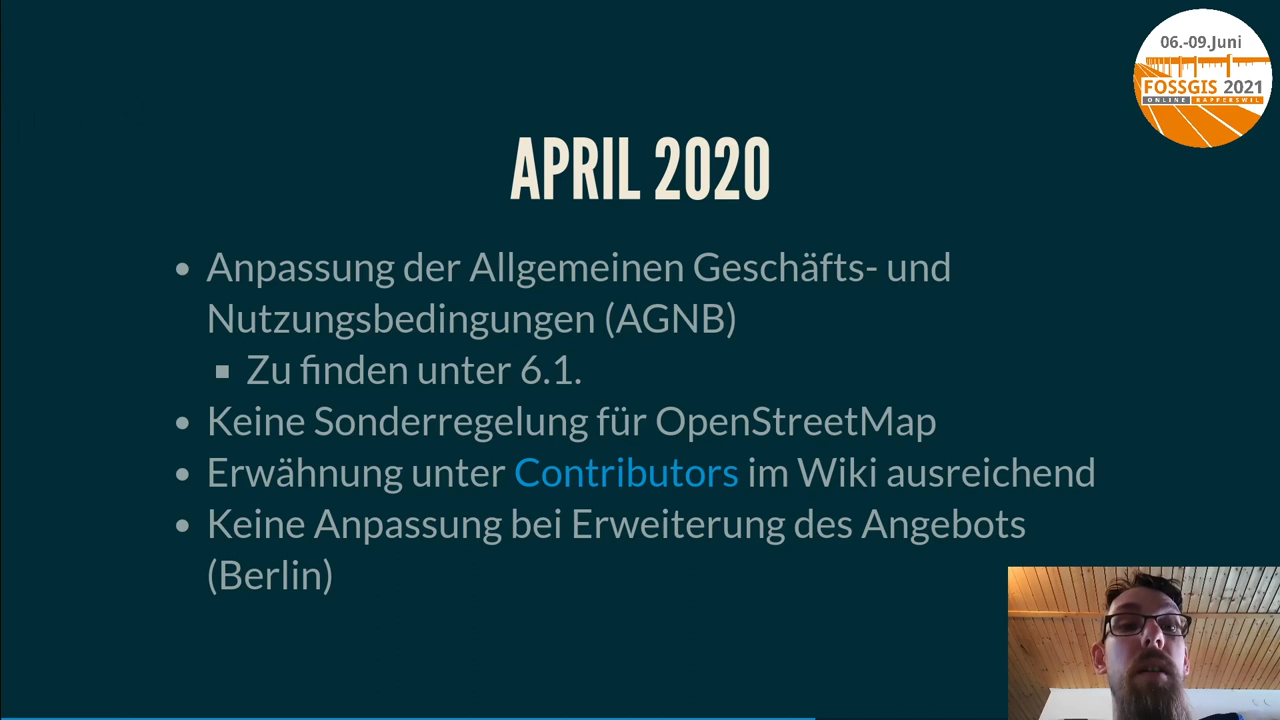 06.-09.Juni
FOSSGIS 2021
ONLINE RAPPERSWIL
APRIL 2020
• Anpassung der Allgemeinen Geschäfts- und
Nutzungsbedingungen (AGNB)
▪ Zu finden unter 6.1.
• Keine Sonderregelung für OpenStreetMap
• Erwähnung unter Contributors im Wiki ausreichend
• Keine Anpassung bei Erweiterung des Angebots
(Berlin)